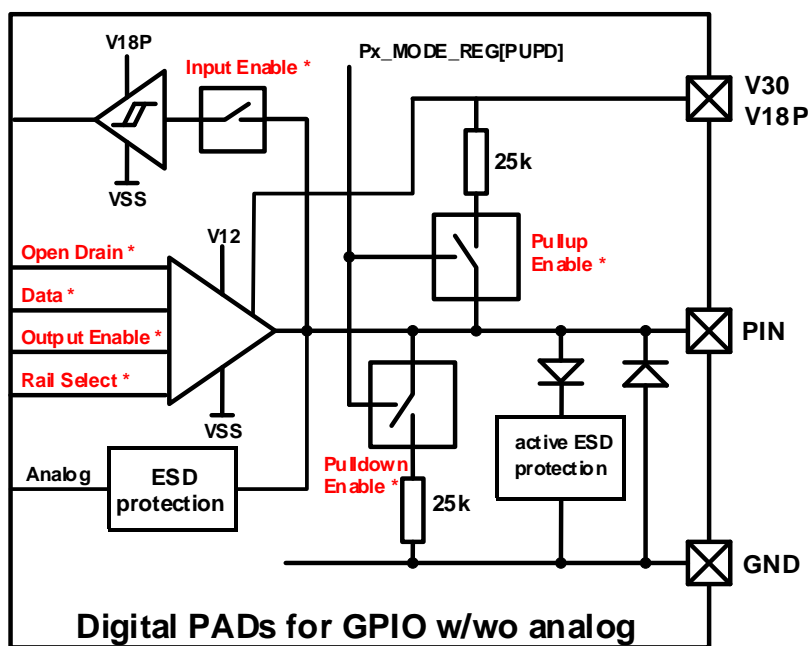 V18P
Input Enable *
Px_MODE_REG[PUPD]
V30
V18P
25k
VSS
V12
Open Drain *
Pullup
Enable *
Data *
Output Enable *
PIN
Rail Select *
VSS
Analog
ESD
protection
Pulldown
Enable *
25k
active ESD
protection
GND
Digital PADs for GPIO w/wo analog